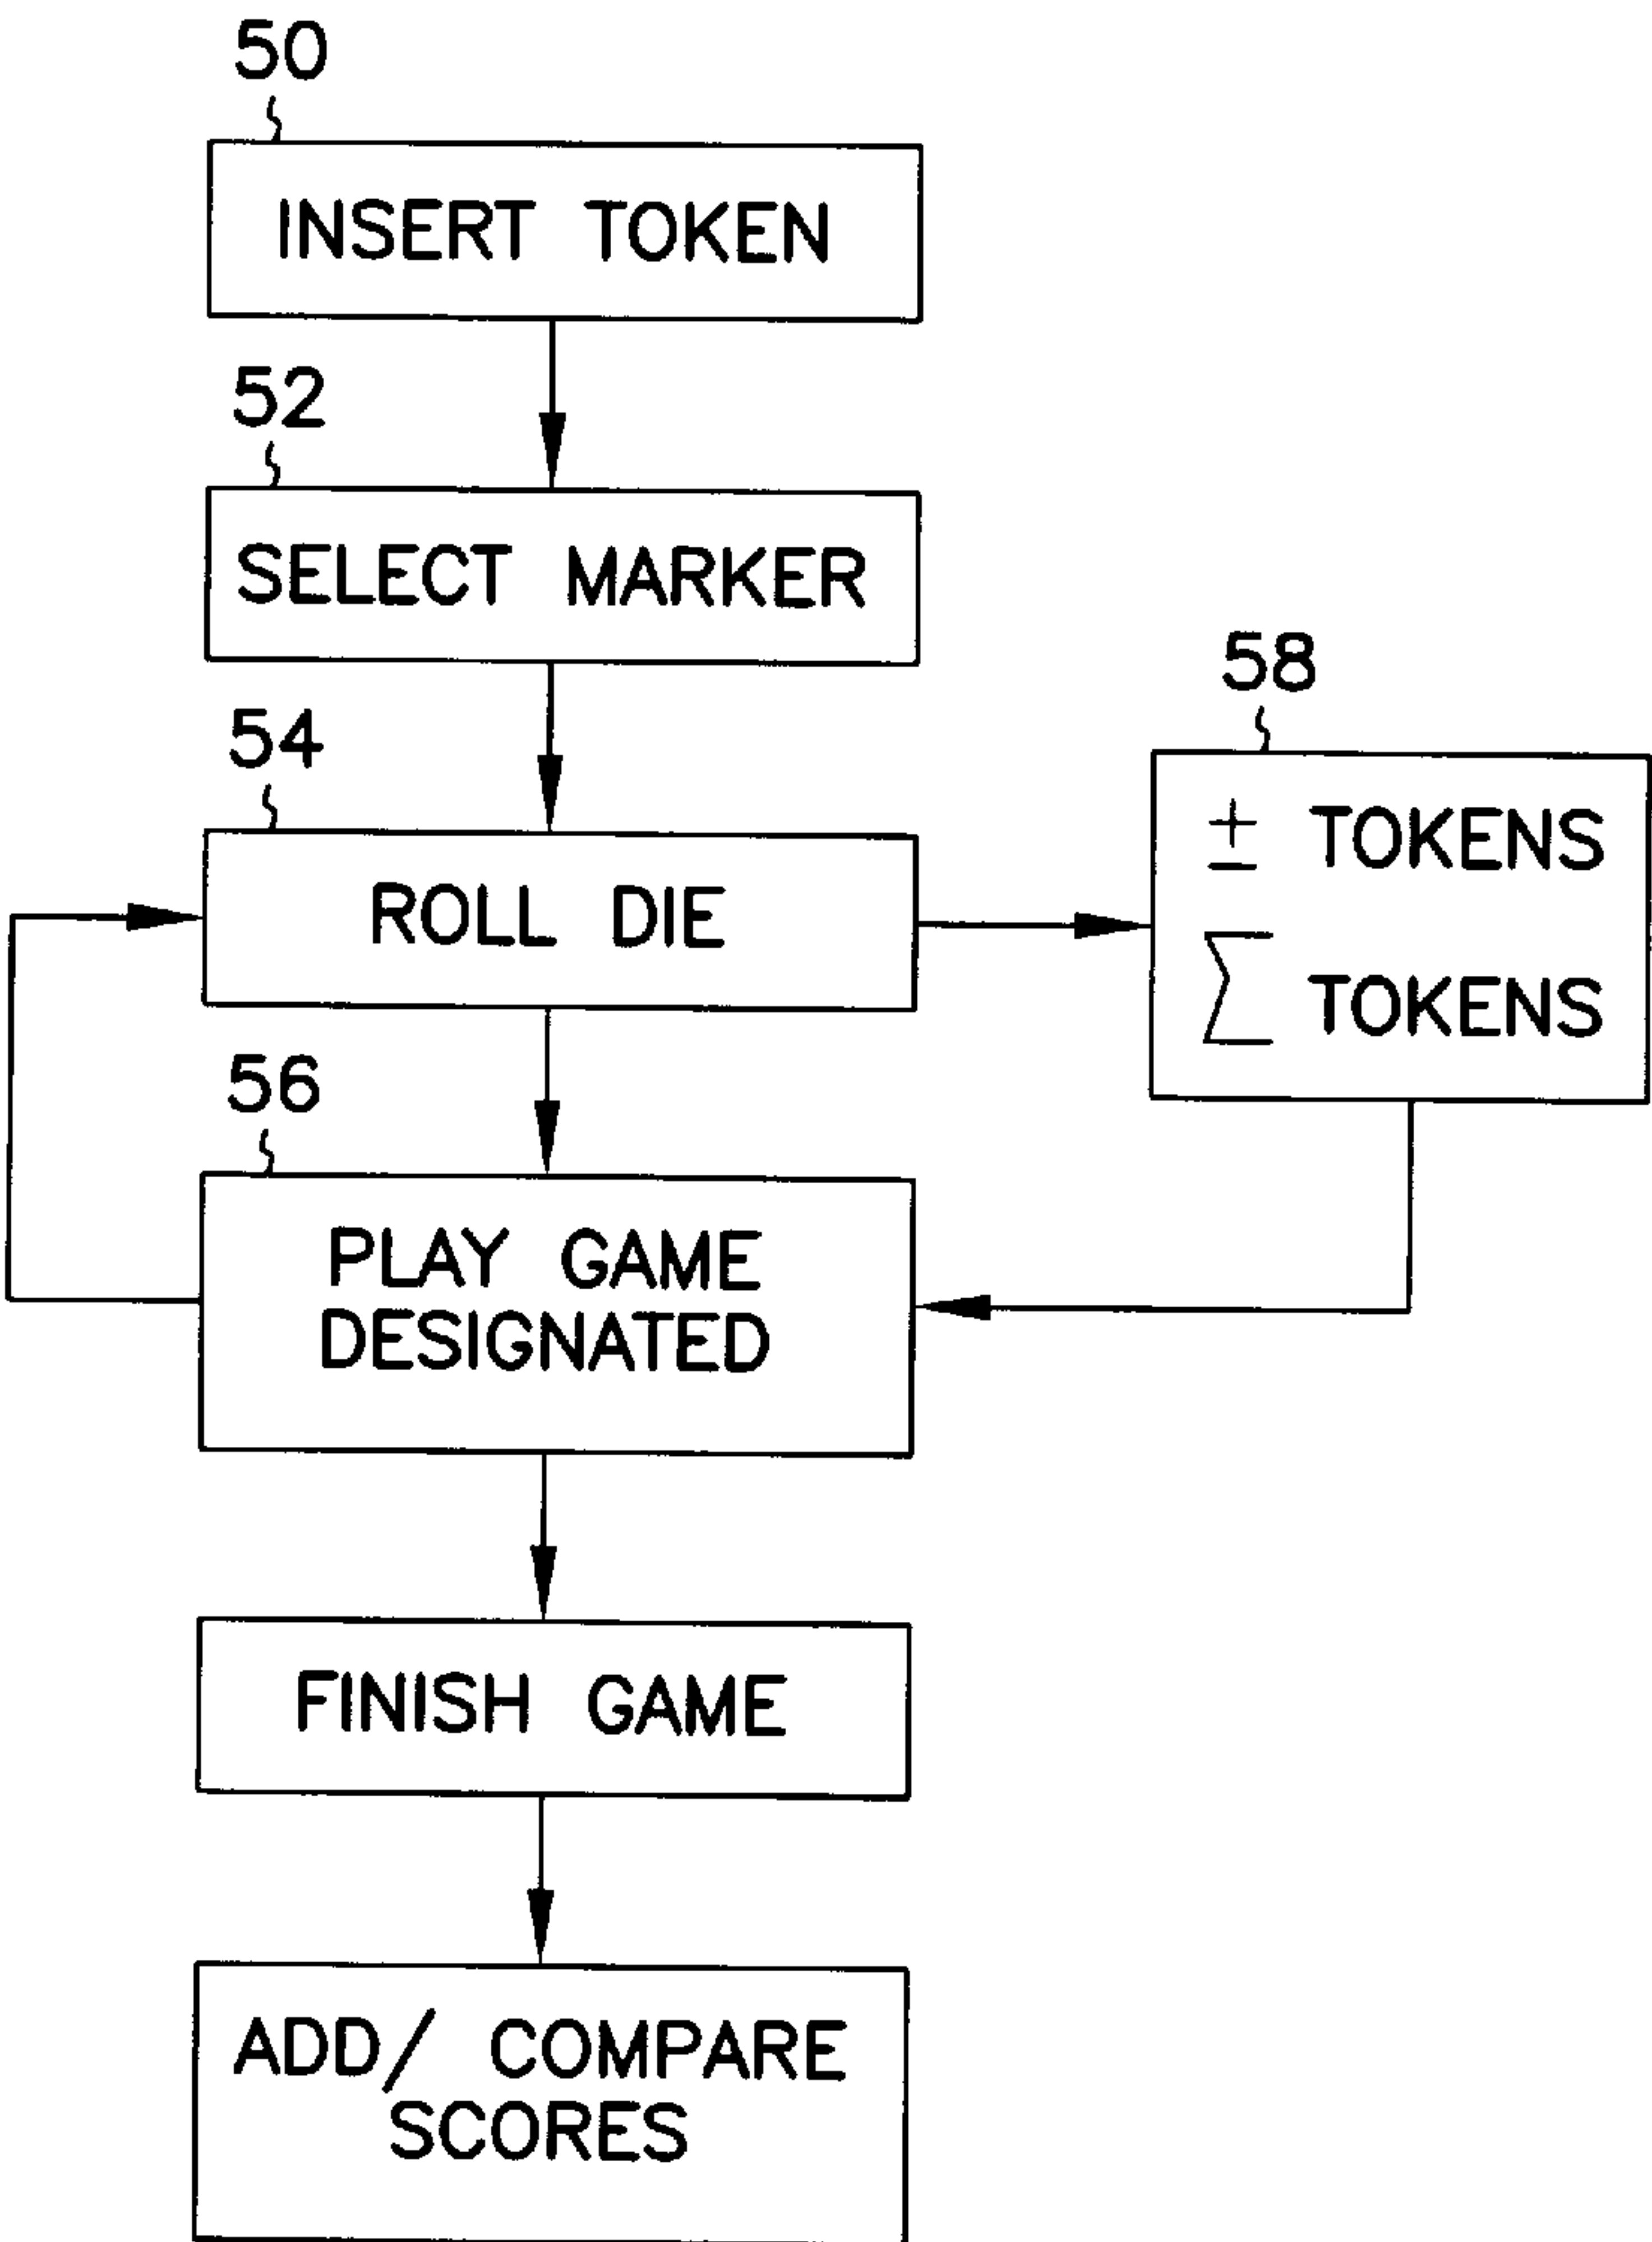 50
INSERT TOKEN
52
SELECT MARKER
54
ROLL DIE
58
± TOKENS
∑ TOKENS
56
PLAY GAME
DESIGNATED
FINISH GAME
ADD/ COMPARE
SCORES